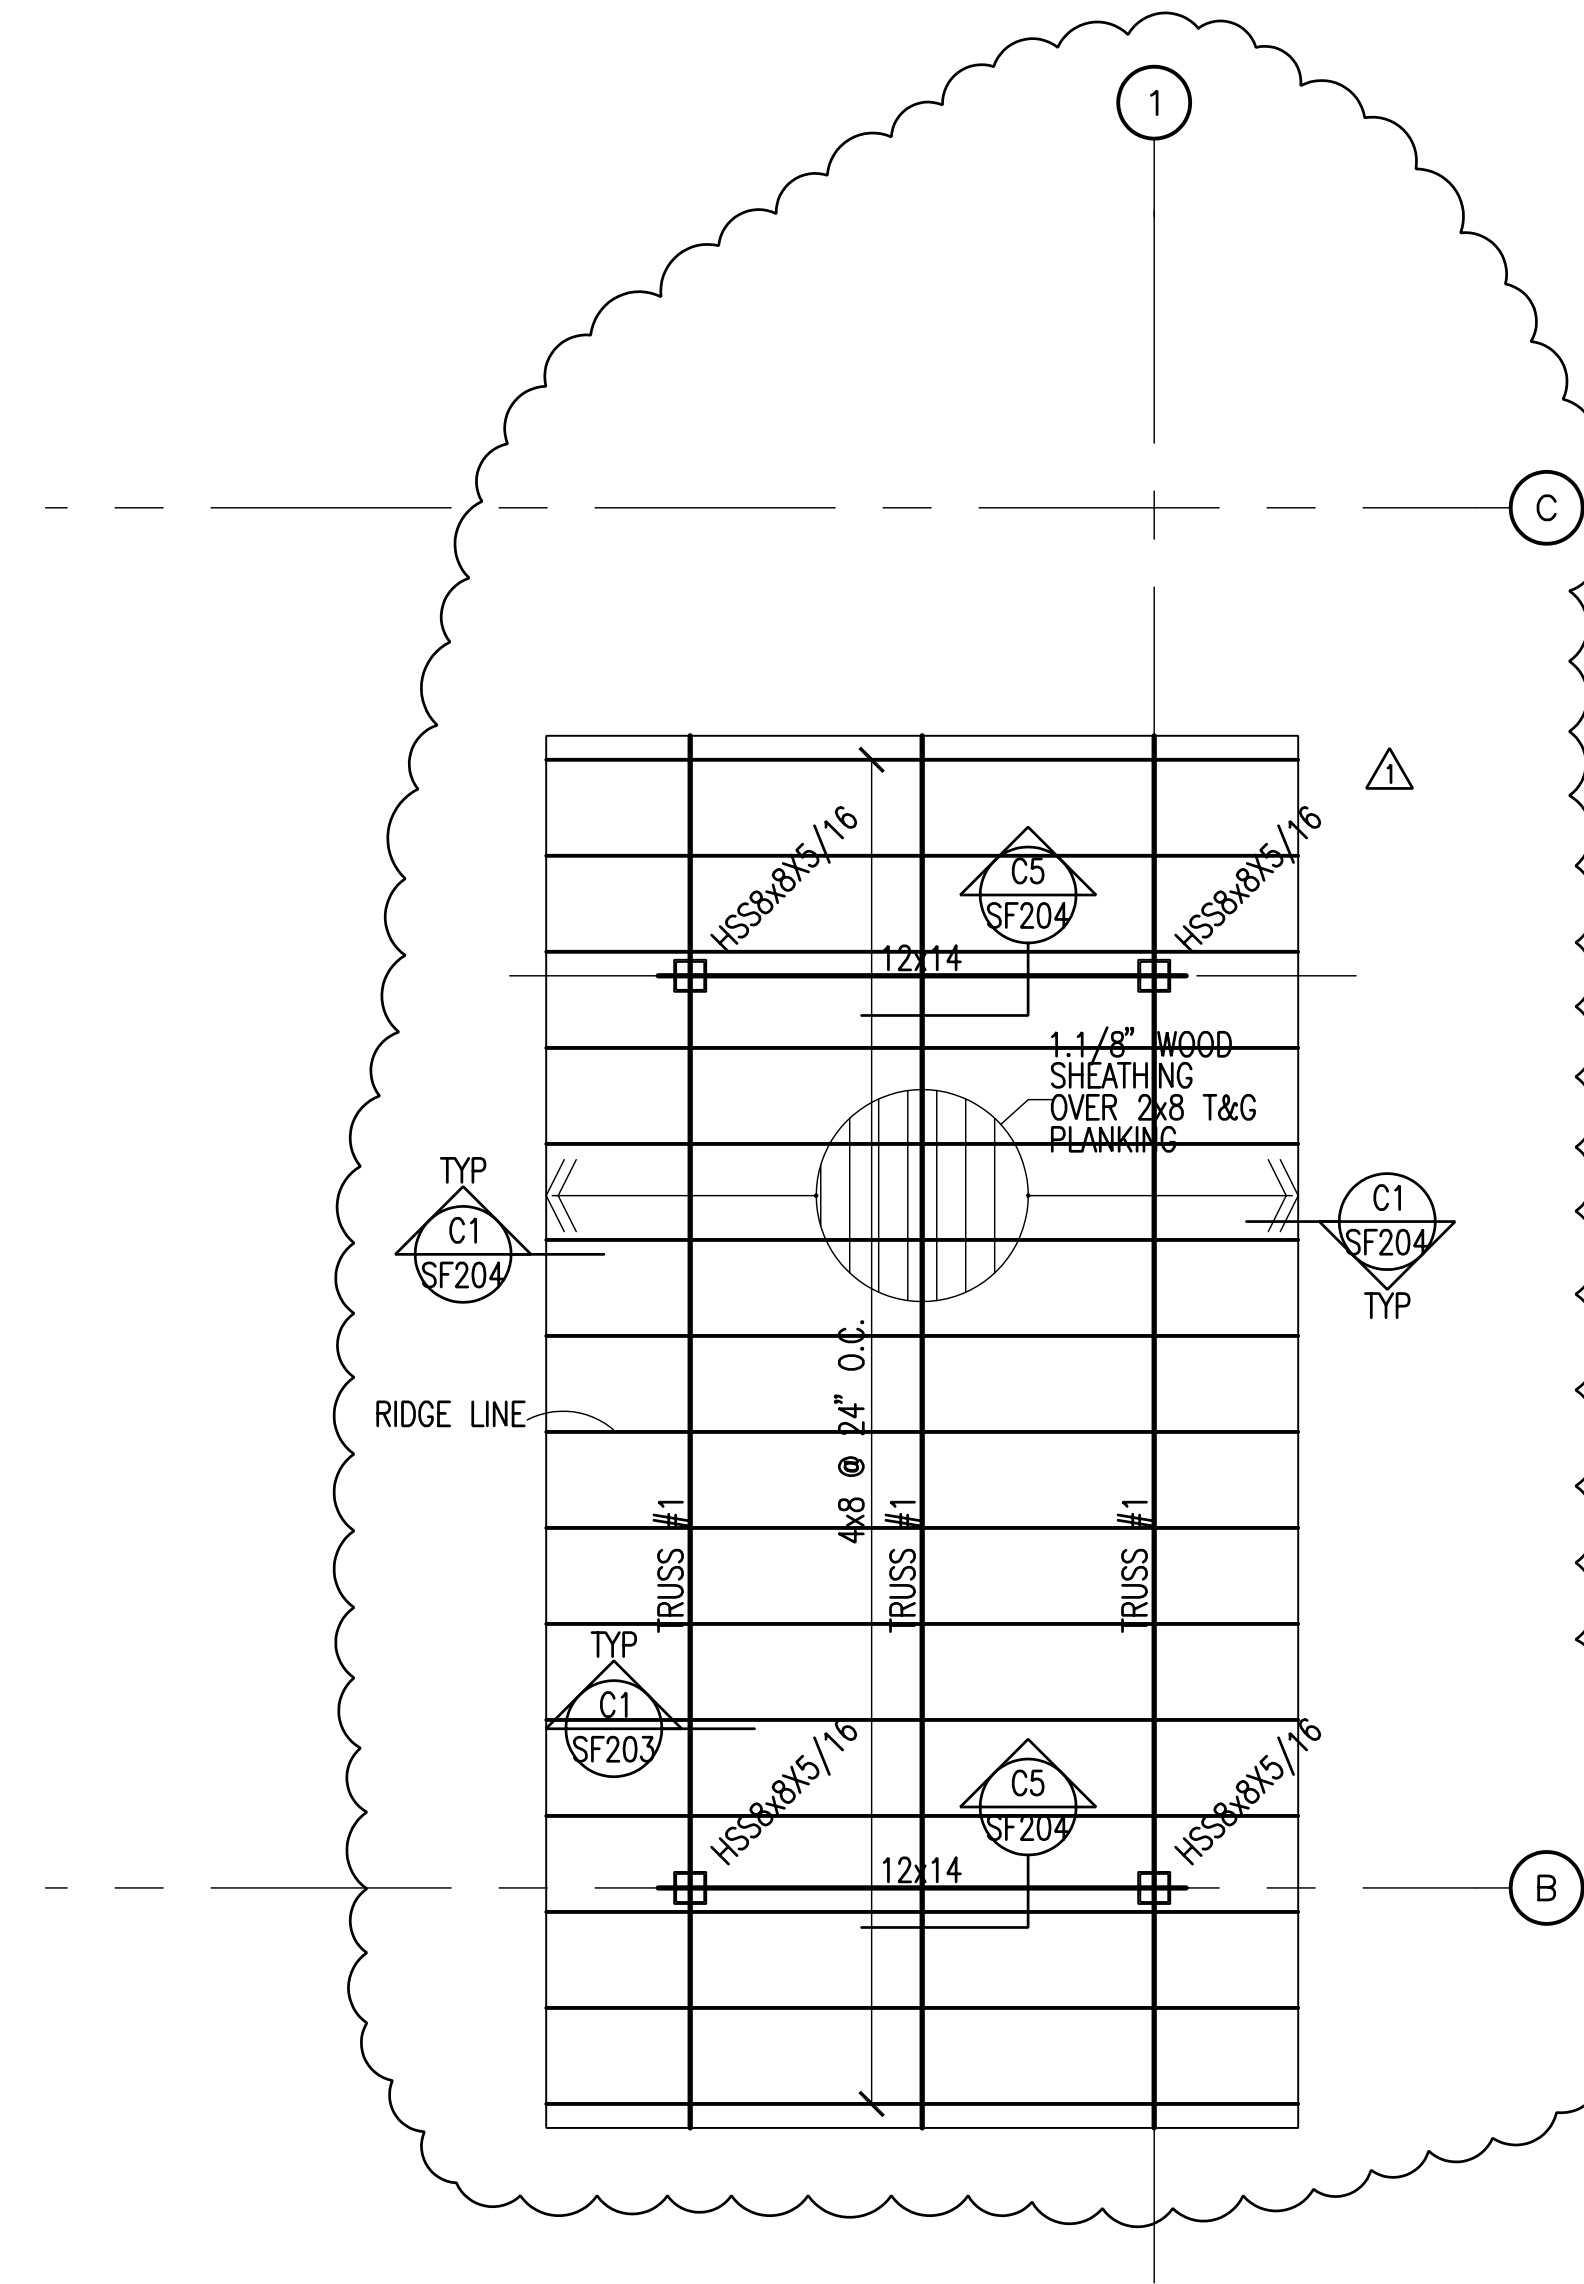 1
C
1
HSS8x8X5/16
HSS8x8X5/16
C5
SF204
12x14
1.1/8” WOOD
SHEATHING
OVER 2x8 T&G
PLANKING
TYP
C1
SF204
C1
SF204
TYP
4x8 @ 24” O.C.
RIDGE LINE
TRUSS #1
TRUSS #1
TRUSS #1
TYP
C1
SF203
HSS8x8X5/16
HSS8x8X5/16
C5
SF204
12x14
B